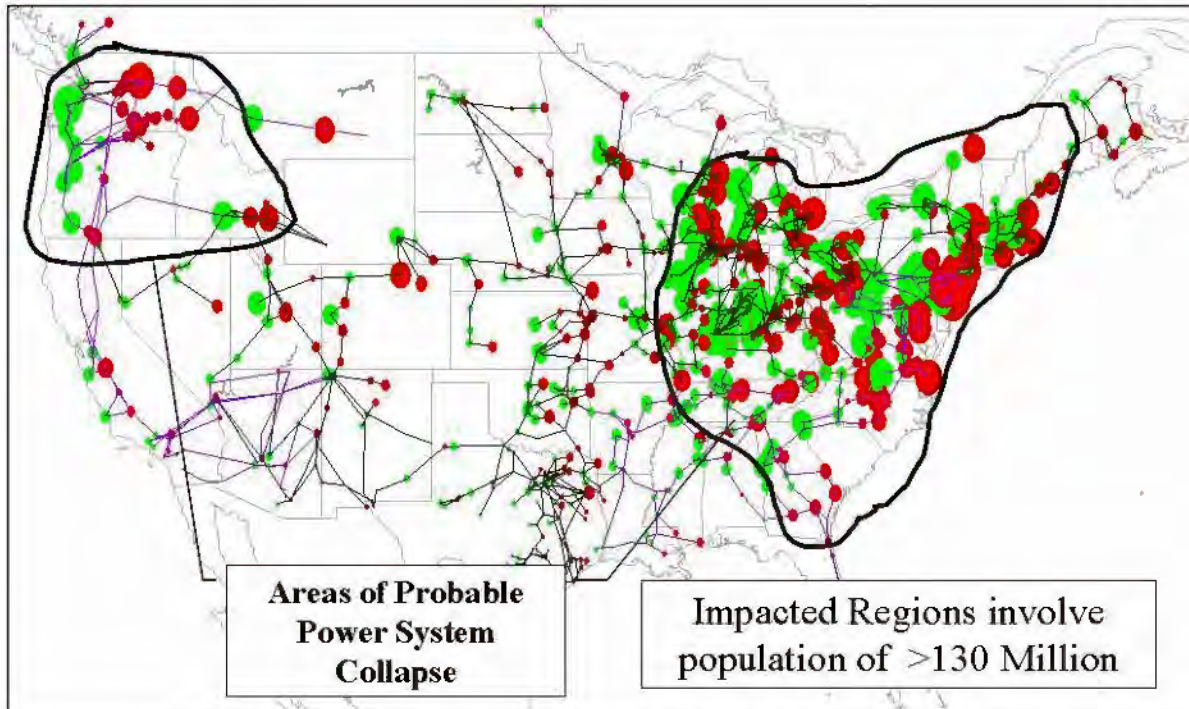 Areas of Probable
Power System
Collapse
Impacted Regions involve
population of >130 Million